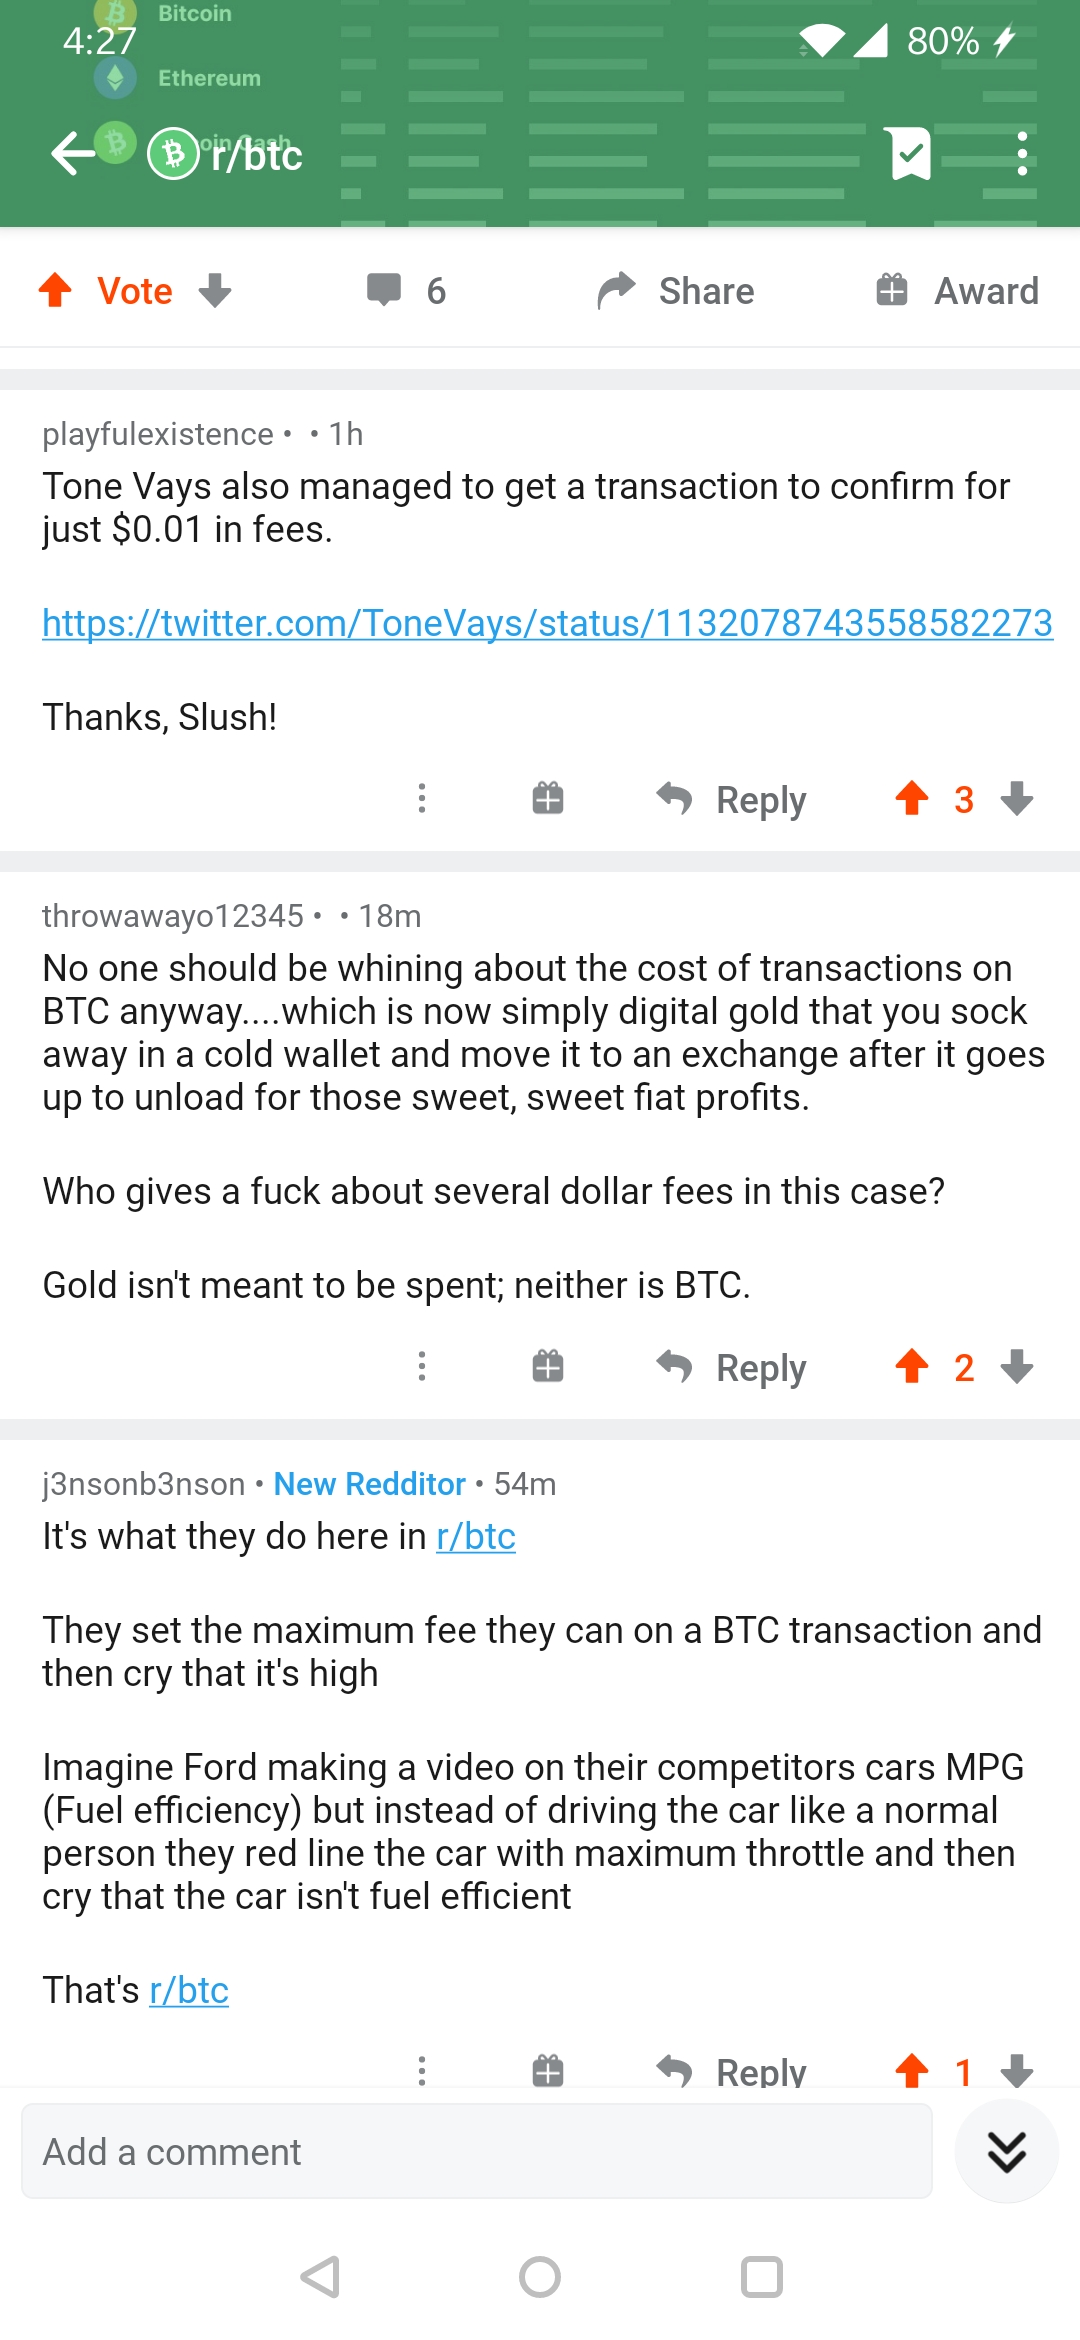 Bitcoin
4:27
80%
Ethereum
oin Cash
r/btc
Vote
6
Share
Award
playfulexistence • • 1h
Tone Vays also managed to get a transaction to confirm for
just $0.01 in fees.
https://twitter.com/ToneVays/status/1132078743558582273
Thanks, Slush!
Reply
3
throwawayo12345 • • 18m
No one should be whining about the cost of transactions on
BTC anyway....which is now simply digital gold that you sock
away in a cold wallet and move it to an exchange after it goes
up to unload for those sweet, sweet fiat profits.
Who gives a fuck about several dollar fees in this case?
Gold isn't meant to be spent; neither is BTC.
Reply
2
j3nsonb3nson • New Redditor • 54m
It's what they do here in r/btc
They set the maximum fee they can on a BTC transaction and
then cry that it's high
Imagine Ford making a video on their competitors cars MPG
(Fuel efficiency) but instead of driving the car like a normal
person they red line the car with maximum throttle and then
cry that the car isn't fuel efficient
That's r/btc
Reply
1
Add a comment